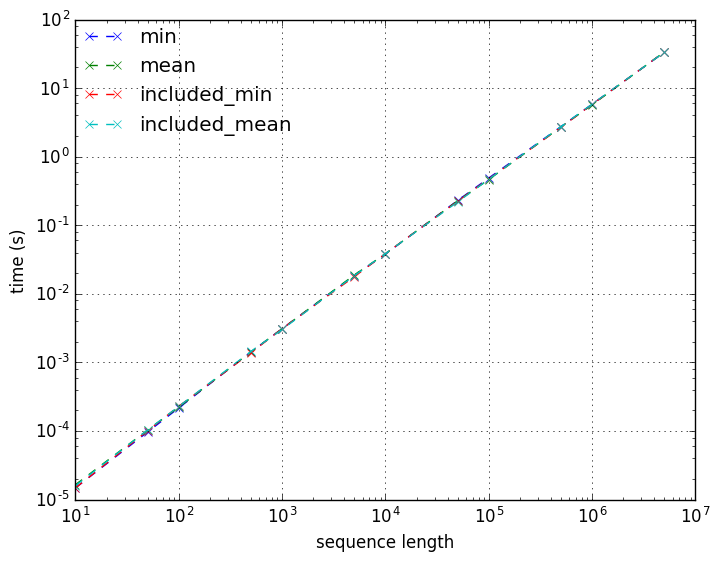 10^2
10^1
10^0
10^-1
10^-2
10^-3
10^-4
10^-5
time (s)
min
mean
included_min
included_mean
10^1 10^2 10^3 10^4 10^5 10^6 10^7
sequence length